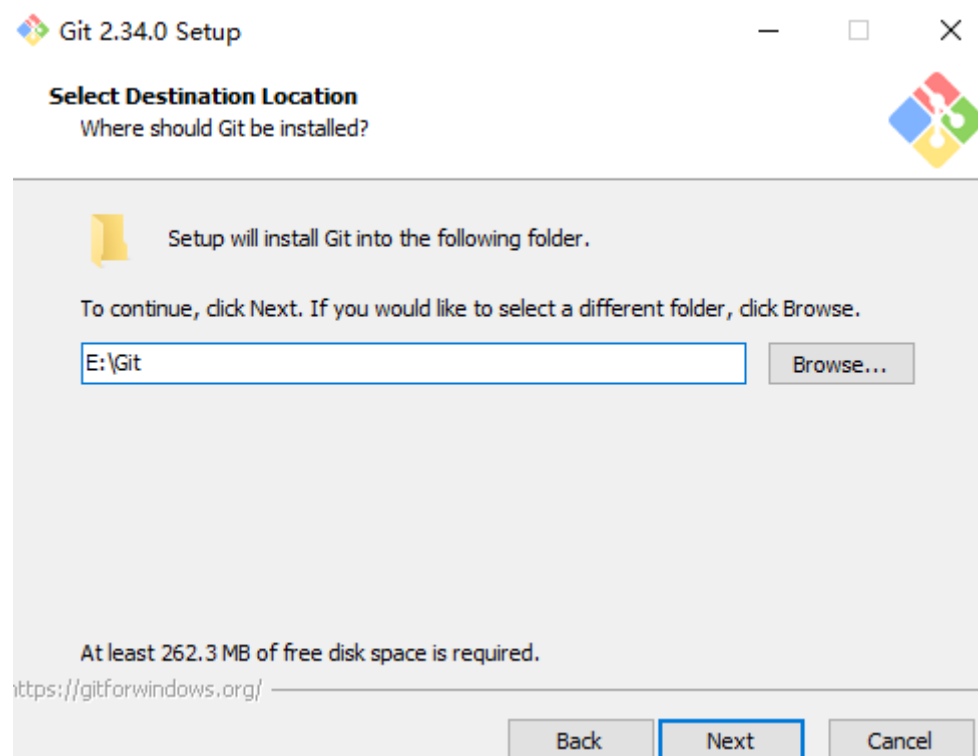 Git 2.34.0 Setup
Select Destination Location
Where should Git be installed?
Setup will install Git into the following folder.
To continue, click Next. If you would like to select a different folder, click Browse.
E:\Git
Browse...
At least 262.3 MB of free disk space is required.
https://gitforwindows.org/
Back
Next
Cancel